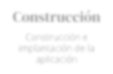 Construcción
Construcción e
implantación de la
aplicación